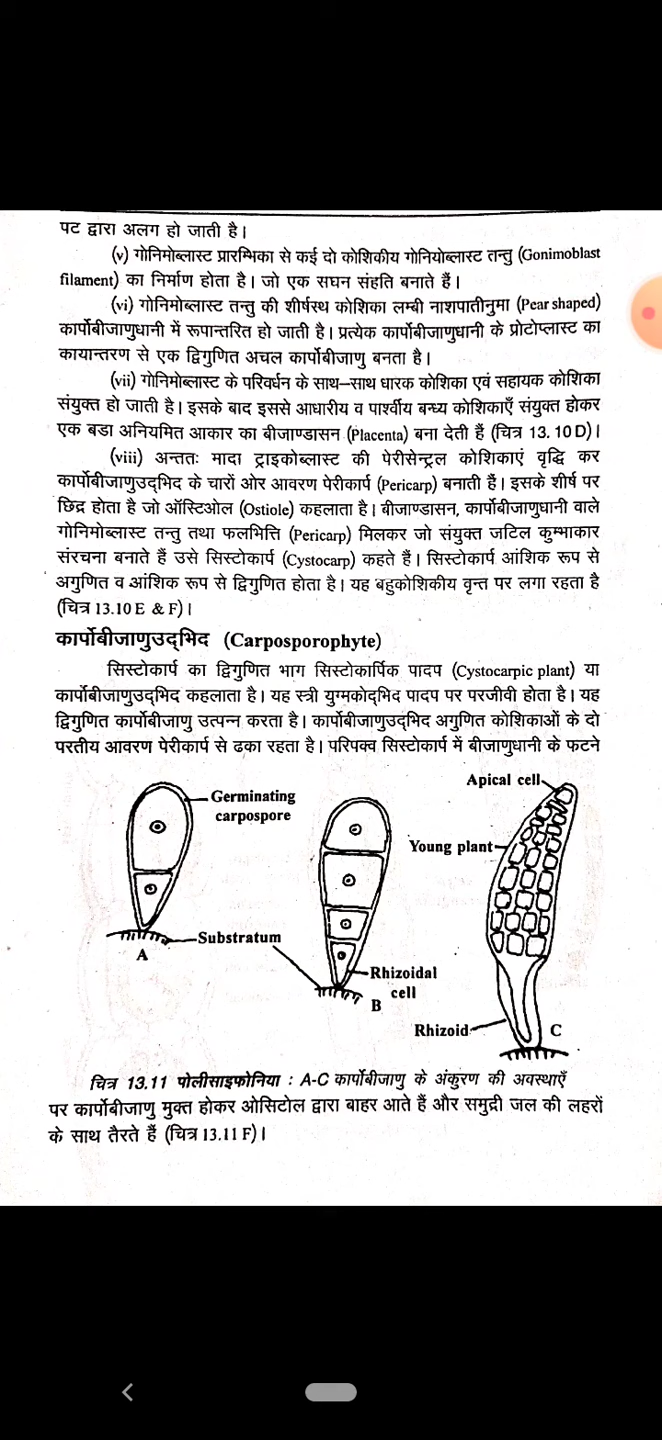 पट द्वारा अलग हो जाती है।
(v) गोनिमोब्लास्ट प्रारम्भिका से कई दो कोशिकीय गोनियोब्लास्ट तन्तु (Gonimoblast
filament) का निर्माण होता है। जो एक सघन संहति बनाते हैं।
(vi) गोनिमोब्लास्ट तन्तु की शीर्षस्थ कोशिका लम्बी नाशपातीनुमा (Pear shaped)
कार्पोबीजाणुधानी में रूपान्तरित हो जाती है। प्रत्येक कार्पोबीजाणुधानी के प्रोटोप्लास्ट का
कायान्तरण से एक द्विगुणित अचल कार्पोबीजाणु बनता है।
(vii) गोनिमोब्लास्ट के परिवर्धन के साथ–साथ धारक कोशिका एवं सहायक कोशिका
संयुक्त हो जाती है। इसके बाद इससे आधारीय व पार्श्वीय बन्ध्य कोशिकाएँ संयुक्त होकर
एक बडा अनियमित आकार का बीजाण्डासन (Placenta) बना देती हैं (चित्र 13. 10 D)।
(viii) अन्ततः मादा ट्राइकोब्लास्ट की पेरीसेन्ट्रल कोशिकाएं वृद्धि कर
कार्पोबीजाणुउद्भिद के चारों ओर आवरण पेरीकार्प (Pericarp) बनाती हैं। इसके शीर्ष पर
छिद्र होता है जो ऑस्टिओल (Ostiole) कहलाता है। बीजाण्डासन, कार्पोबीजाणुधानी वाले
गोनिमोब्लास्ट तन्तु तथा फलभित्ति (Pericarp) मिलकर जो संयुक्त जटिल कुम्भाकार
संरचना बनाते हैं उसे सिस्टोकार्प (Cystocarp) कहते हैं। सिस्टोकार्प आंशिक रूप से
अगुणित व आंशिक रूप से द्विगुणित होता है। यह बहुकोशिकीय वृन्त पर लगा रहता है
(चित्र 13.10 E & F)।
कार्पोबीजाणुउद्भिद (Carposporophyte)
सिस्टोकार्प का द्विगुणित भाग सिस्टोकार्पिक पादप (Cystocarpic plant) या
कार्पोबीजाणुउद्भिद कहलाता है। यह स्त्री युग्मकोद्भिद पादप पर परजीवी होता है। यह
द्विगुणित कार्पोबीजाणु उत्पन्न करता है। कार्पोबीजाणुउद्भिद अगुणित कोशिकाओं के दो
परतीय आवरण पेरीकार्प से ढका रहता है। परिपक्व सिस्टोकार्प में बीजाणुधानी के फटने
Apical cell
Germinating
carpospore
Young plant
Substratum
A
Rhizoidal
cell
B
Rhizoid
C
चित्र 13.11 पोलीसाइफोनिया : A-C कार्पोबीजाणु के अंकुरण की अवस्थाएँ
पर कार्पोबीजाणु मुक्त होकर ओसिटोल द्वारा बाहर आते हैं और समुद्री जल की लहरों
के साथ तैरते हैं (चित्र 13.11 F)।